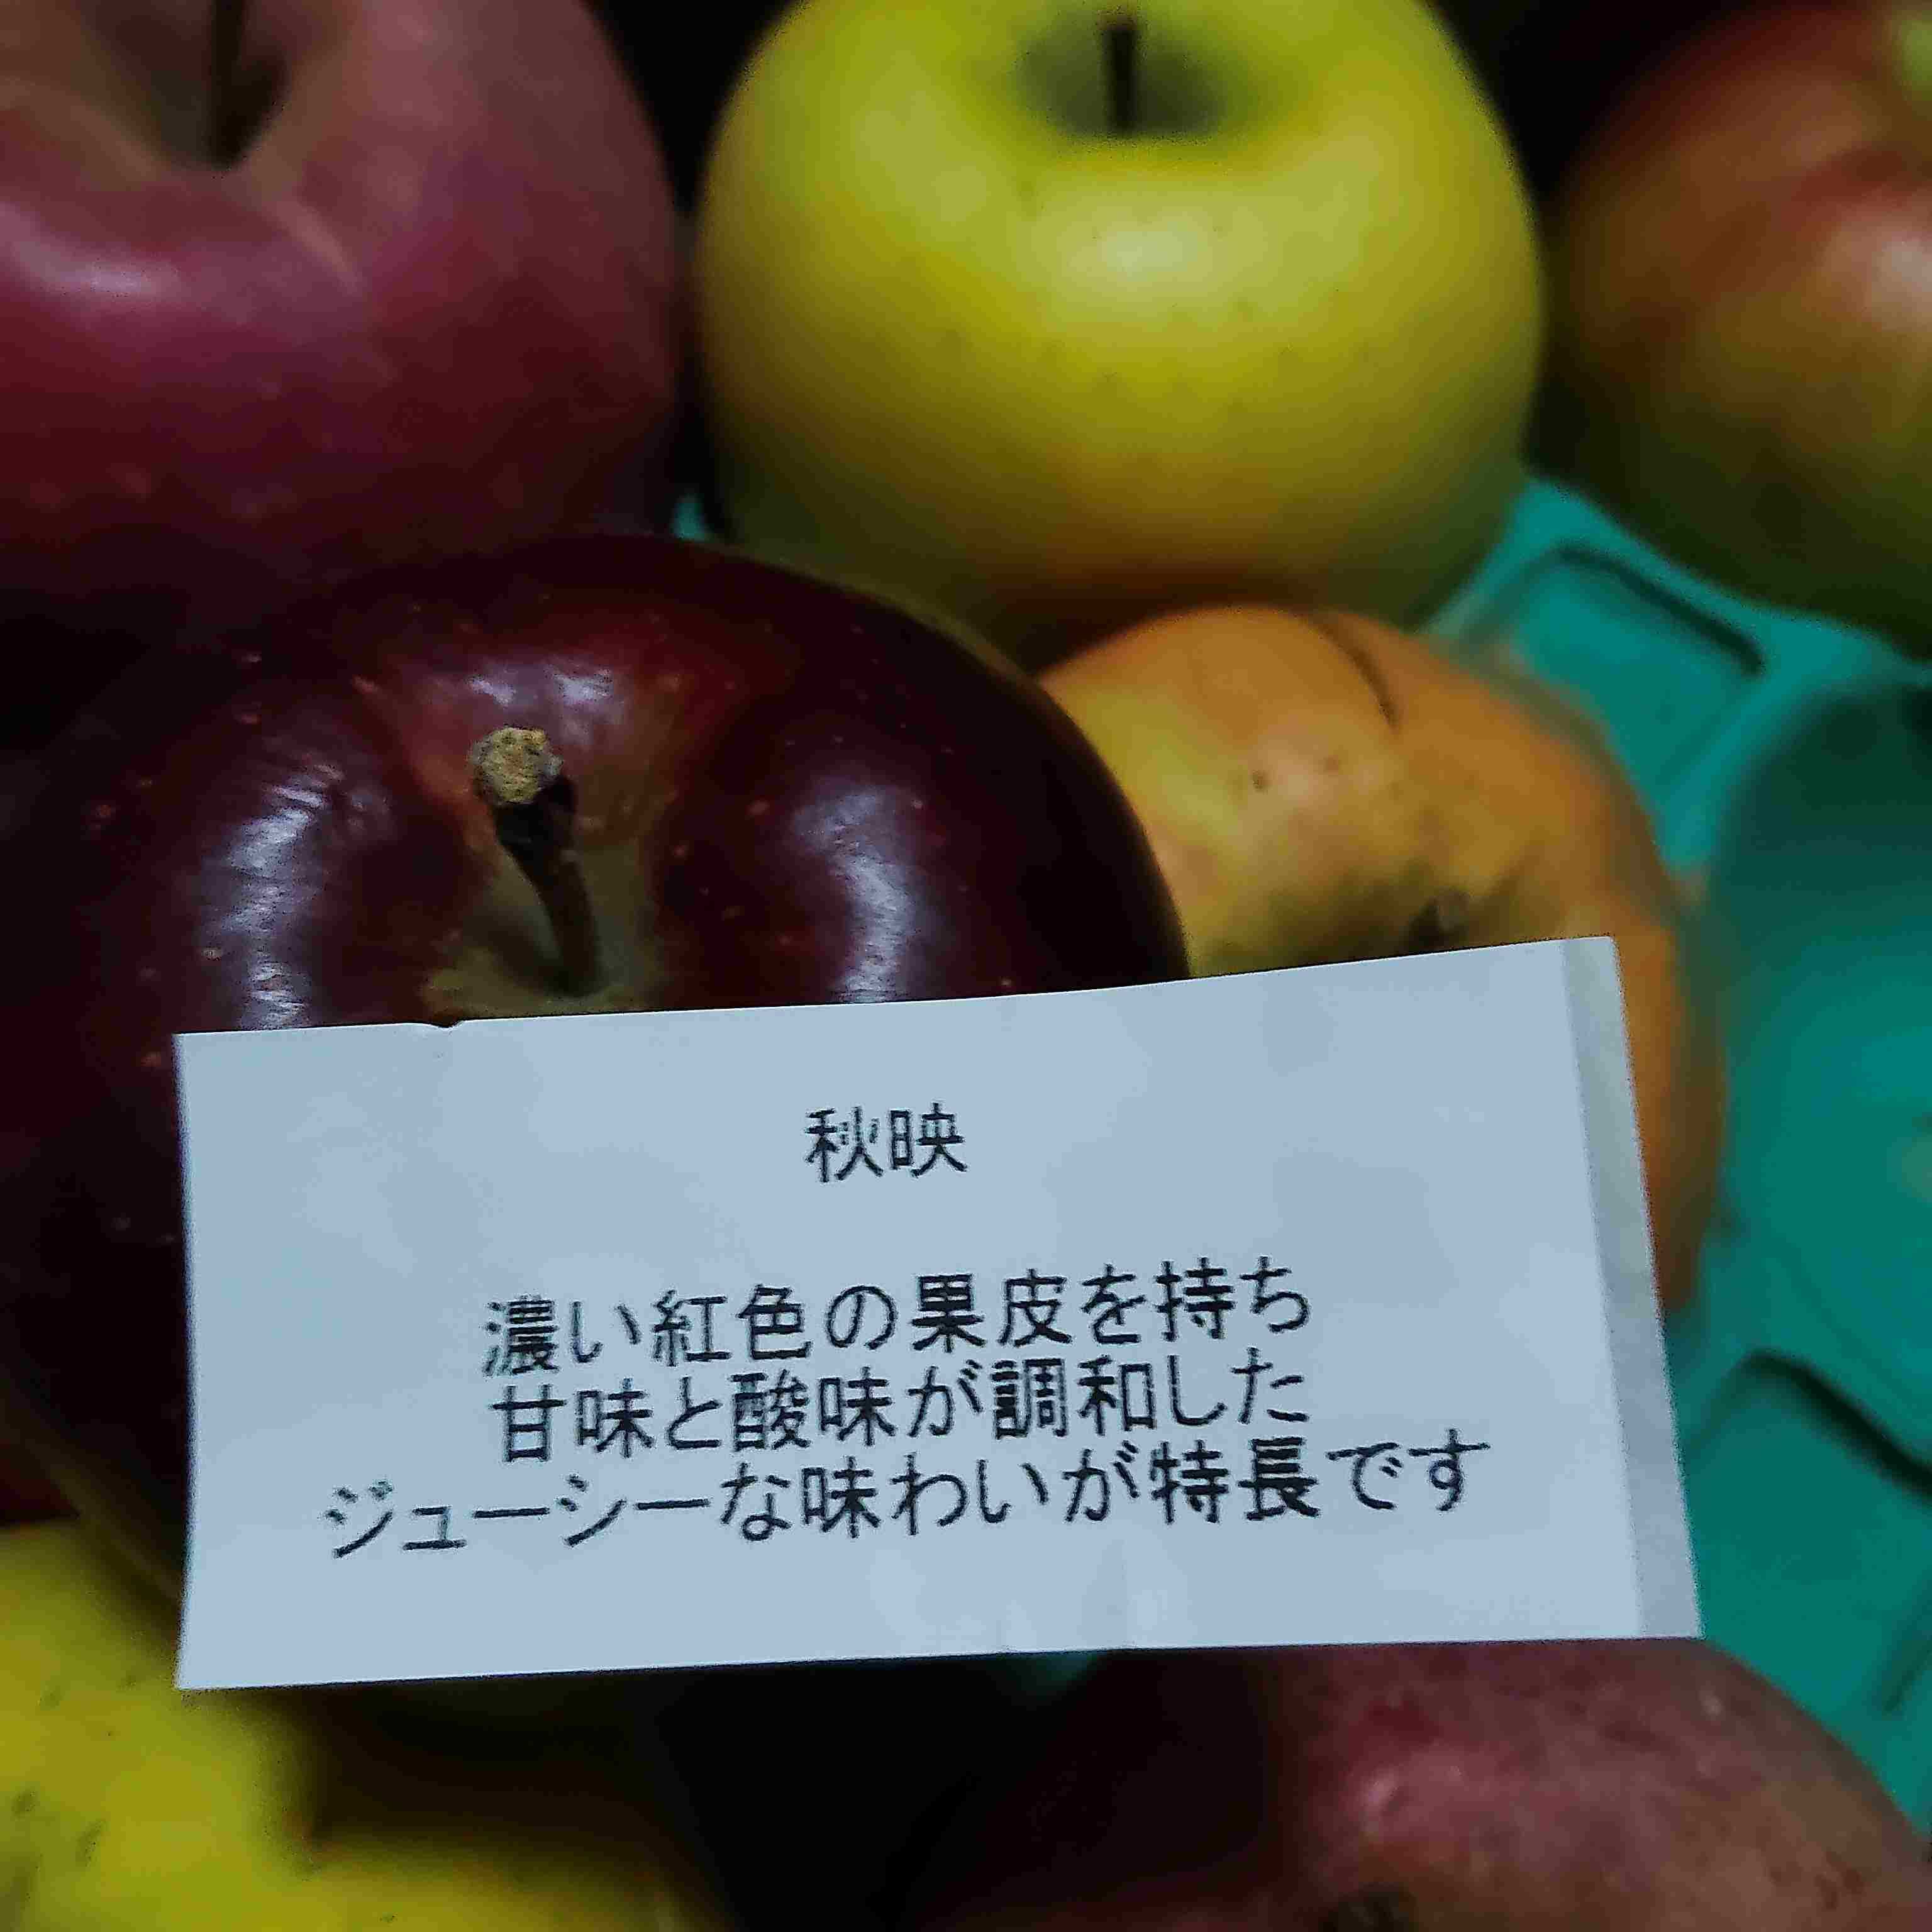 秋映
濃い紅色の果皮を持ち
甘味と酸味が調和した
ジューシーな味わいが特長です